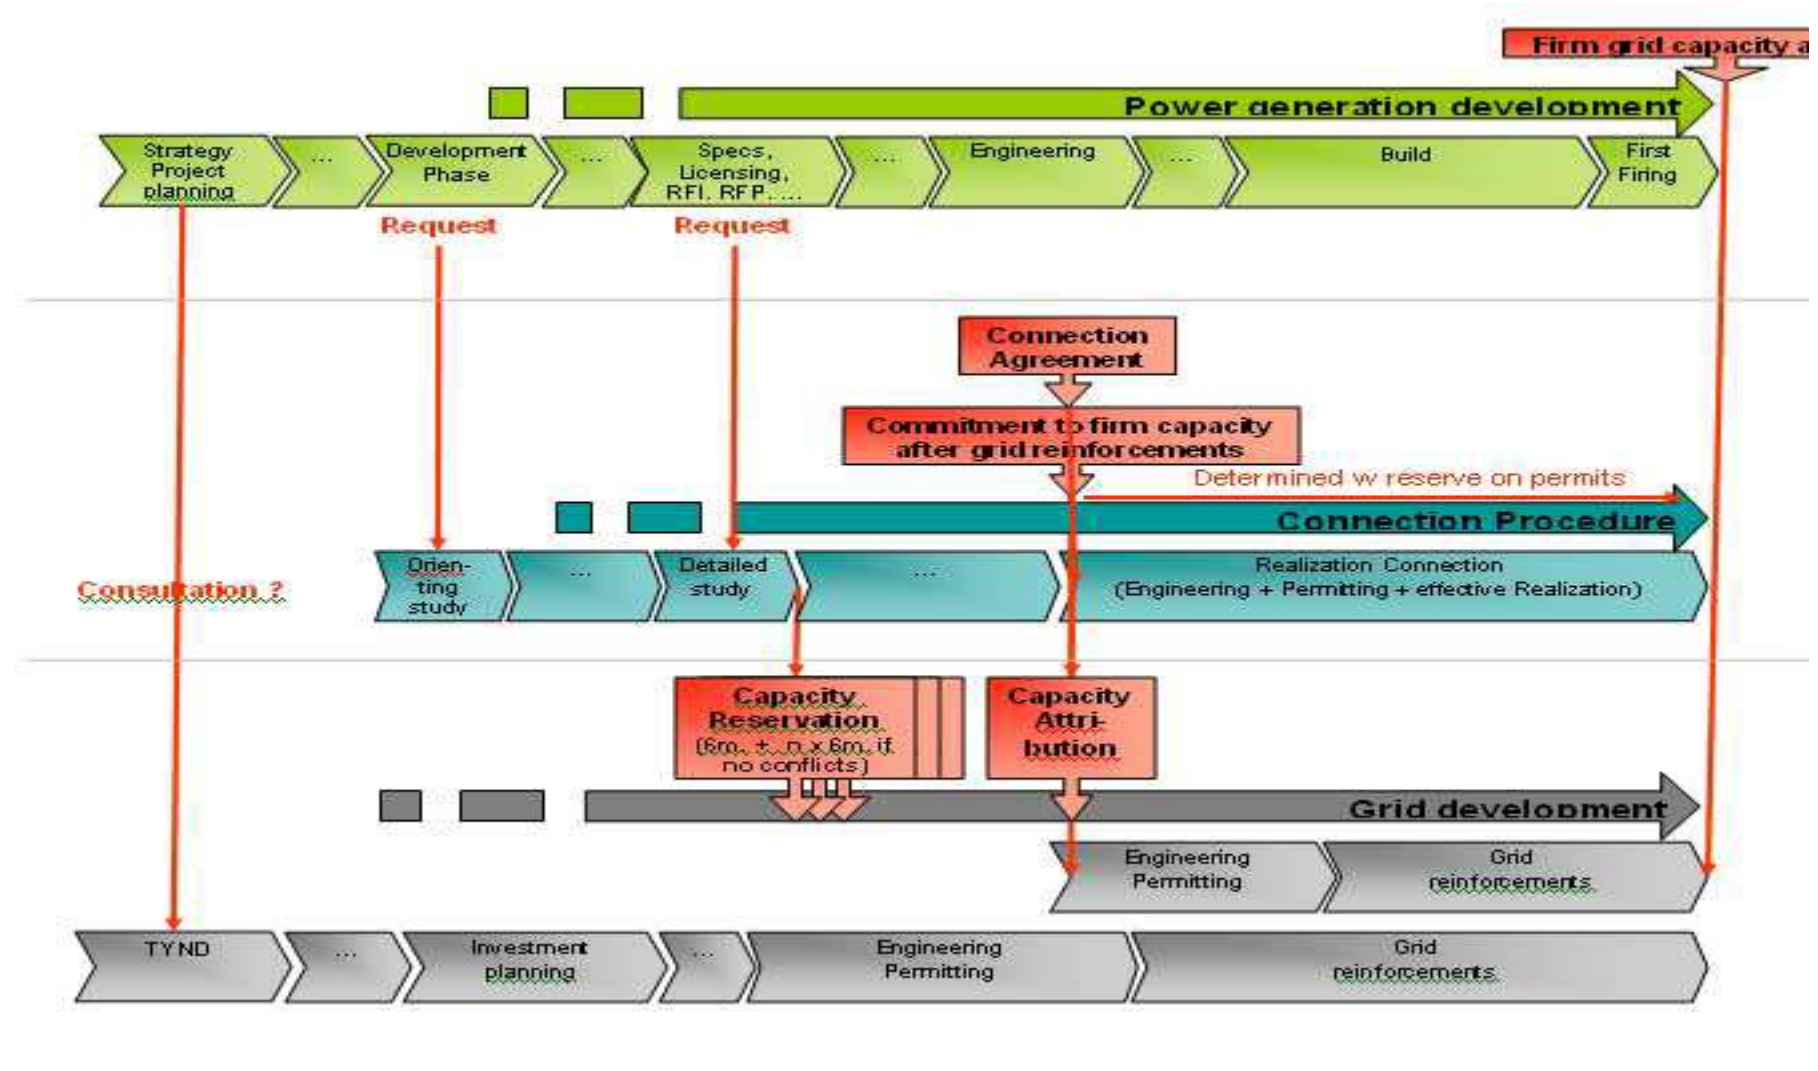 Firm grid capacity a
Power generation development
Strategy
Project
planning
...
Development
Phase
...
Specs,
Licensing,
RFI, RFP, ...
...
Engineering
...
Build
First
Firing
Request
Request
Connection
Agreement
Commitment to firm capacity
after grid reinforcements
Determined w reserve on permits
Connection Procedure
Consultation ?
Orien-
ting
study
...
Detailed
study
...
Realization Connection
(Engineering + Permitting + effective Realization)
Capacity
Reservation
(6m. + n x 6m. if
no conflicts)
Capacity
Attri-
bution
Grid development
Engineering
Permitting
Grid
reinforcements
TYND
...
Investment
planning
...
Engineering
Permitting
Grid
reinforcements